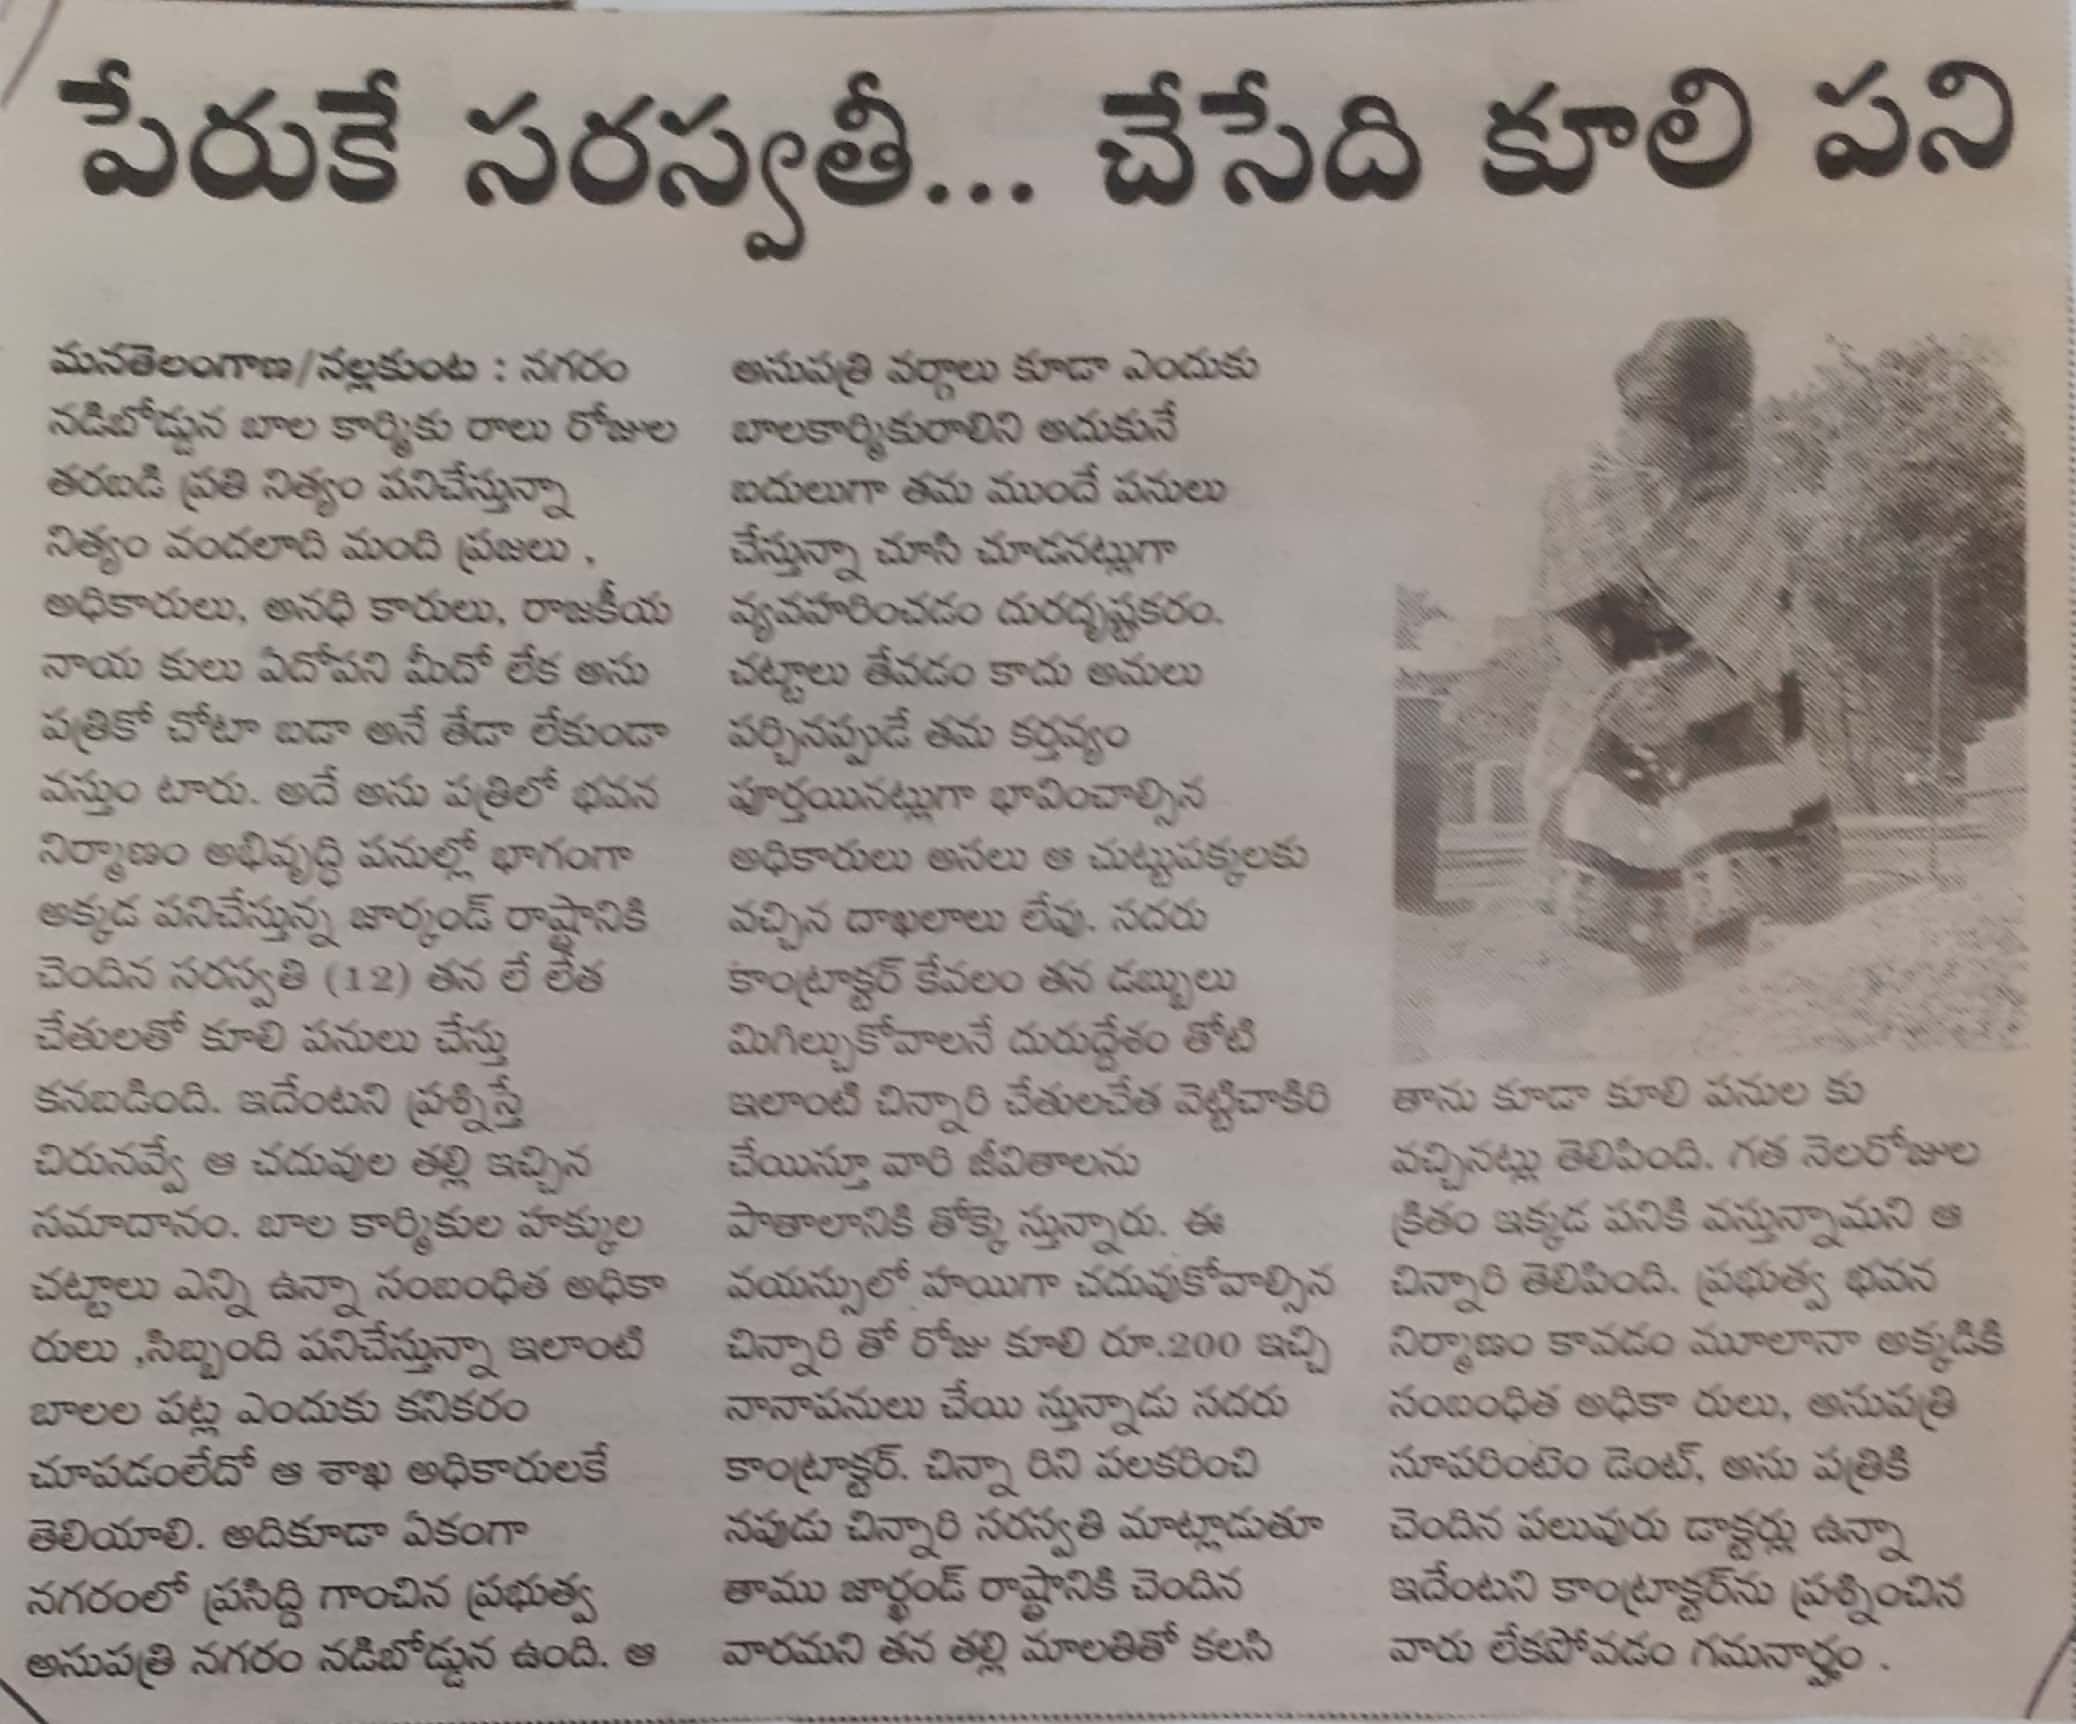 పేరుకే సరస్వతీ... చేసేది కూలి పని
మనతెలంగాణ/నల్లకుంట : నగరం
నడిబోడ్డున బాల కార్మికు రాలు రోజుల
తరబడి ప్రతి నిత్యం పనిచేస్తున్నా
నిత్యం వందలాది మంది ప్రజలు ,
అధికారులు, అనధి కారులు, రాజకీయ
నాయ కులు ఏదోపని మీదో లేక అసు
పత్రికో చోటా బడా అనే తేడా లేకుండా
వస్తుం టారు. అదే అసు పత్రిలో భవన
నిర్మాణం అభివృద్ధి పనుల్లో భాగంగా
అక్కడ పనిచేస్తున్న జార్కండ్ రాష్ట్రానికి
చెందిన సరస్వతి (12) తన లే లేత
చేతులతో కూలి పనులు చేస్తు
కనబడింది. ఇదేంటని ప్రశ్నిస్తే
చిరునవ్వే ఆ చదువుల తల్లి ఇచ్చిన
సమాదానం. బాల కార్మికుల హక్కుల
చట్టాలు ఎన్ని ఉన్నా సంబంధిత అధికా
రులు ,సిబ్బంది పనిచేస్తున్నా ఇలాంటి
బాలల పట్ల ఎందుకు కనికరం
చూపడంలేదో ఆ శాఖ అధికారులకే
తెలియాలి. అదికూడా ఏకంగా
నగరంలో ప్రసిద్ది గాంచిన ప్రభుత్వ
అసుపత్రి నగరం నడిబోడ్డున ఉంది. ఆ
అసుపత్రి వర్గాలు కూడా ఎందుకు
బాలకార్మికురాలిని అదుకునే
బదులుగా తమ ముందే పనులు
చేస్తున్నా చూసి చూడనట్లుగా
వ్యవహరించడం దురదృష్టకరం.
చట్టాలు తేవడం కాదు అమలు
పర్చినప్పుడే తమ కర్తవ్యం
పూర్తయినట్లుగా భావించాల్సిన
అధికారులు అసలు ఆ చుట్టుపక్కలకు
వచ్చిన దాఖలాలు లేవు. సదరు
కాంట్రాక్టర్ కేవలం తన డబ్బులు
మిగిల్చుకోవాలనే దురుద్దేశం తోటి
ఇలాంటి చిన్నారి చేతులచేత వెట్టిచాకిరి
చేయిస్తూ వారి జీవితాలను
పాతాలానికి తోక్కె స్తున్నారు. ఈ
వయస్సులో హయిగా చదువుకోవాల్సిన
చిన్నారి తో రోజు కూలి రూ.200 ఇచ్చి
నానాపనులు చేయి స్తున్నాడు సదరు
కాంట్రాక్టర్. చిన్నా రిని పలకరించి
నపుడు చిన్నారి సరస్వతి మాట్లాడుతూ
తాము జార్ఖండ్ రాష్ట్రానికి చెందిన
వారమని తన తల్లి మాలతితో కలసి
తాను కూడా కూలి పనుల కు
వచ్చినట్లు తెలిపింది. గత నెలరోజుల
క్రితం ఇక్కడ పనికి వస్తున్నామని ఆ
చిన్నారి తెలిపింది. ప్రభుత్వ భవన
నిర్మాణం కావడం మూలానా అక్కడికి
సంబంధిత అధికా రులు, అసుపత్రి
సూపరింటెం డెంట్, అసు పత్రికి
చెందిన పలువురు డాక్టర్లు ఉన్నా
ఇదేంటని కాంట్రాక్టర్‌ను ప్రశ్నించిన
వారు లేకపోవడం గమనార్హం .